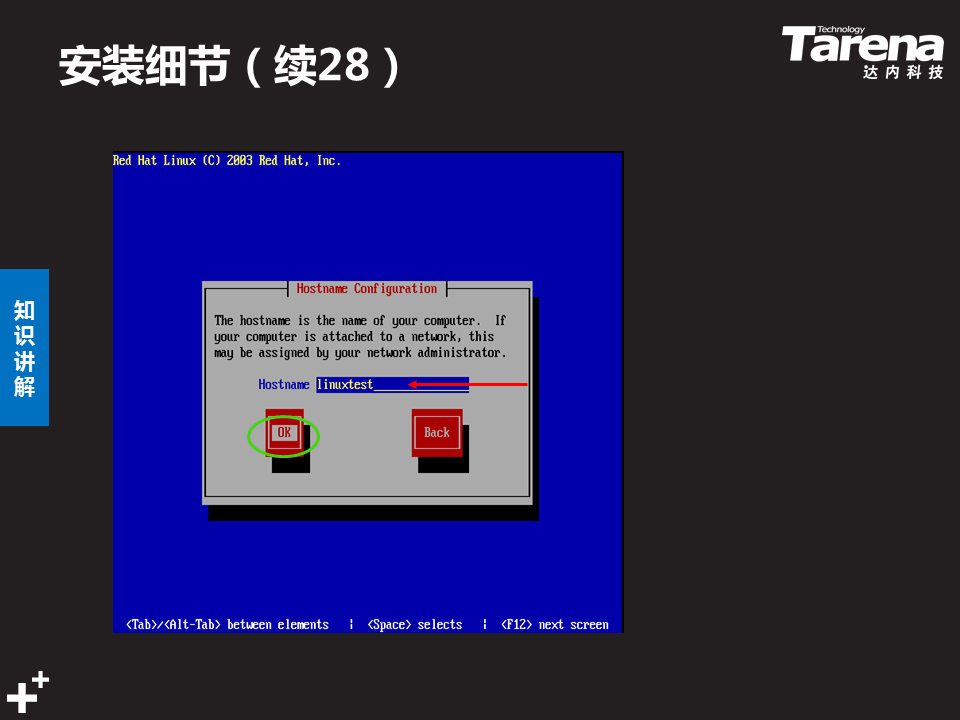 安装细节（续28）
Technology
Tarena
达内科技
Red Hat Linux (C) 2003 Red Hat, Inc.
知识讲解
Hostname Configuration
The hostname is the name of your computer.  If
your computer is attached to a network, this
may be assigned by your network administrator.
Hostname linuxtest
OK
Back
<Tab>/<Alt-Tab> between elements   |  <Space> selects   |  <F12> next screen